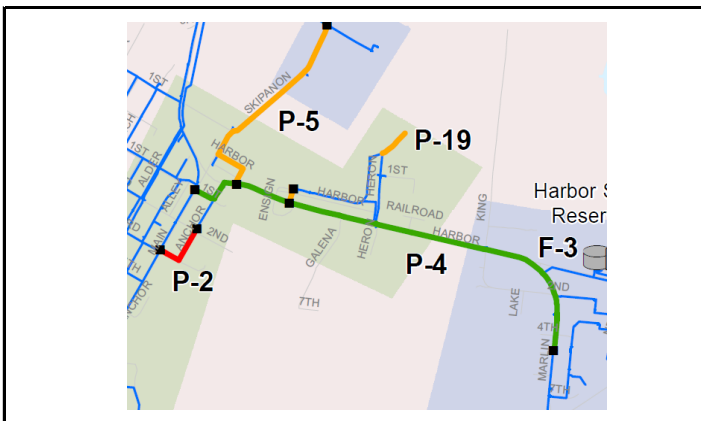 1ST
SKIPANON
P-5
P-19
HARBOR
1ST
ALDER
ALDER
1ST
HERON
1ST
ENSIGN
HARBOR
RAILROAD
KING
Harbor S
Reser
MAIN
ANCHOR
2ND
GALENA
HARBOR
F-3
P-2
P-4
ANCHOR
7TH
LAKE
2ND
4TH
MARLIN
7TH